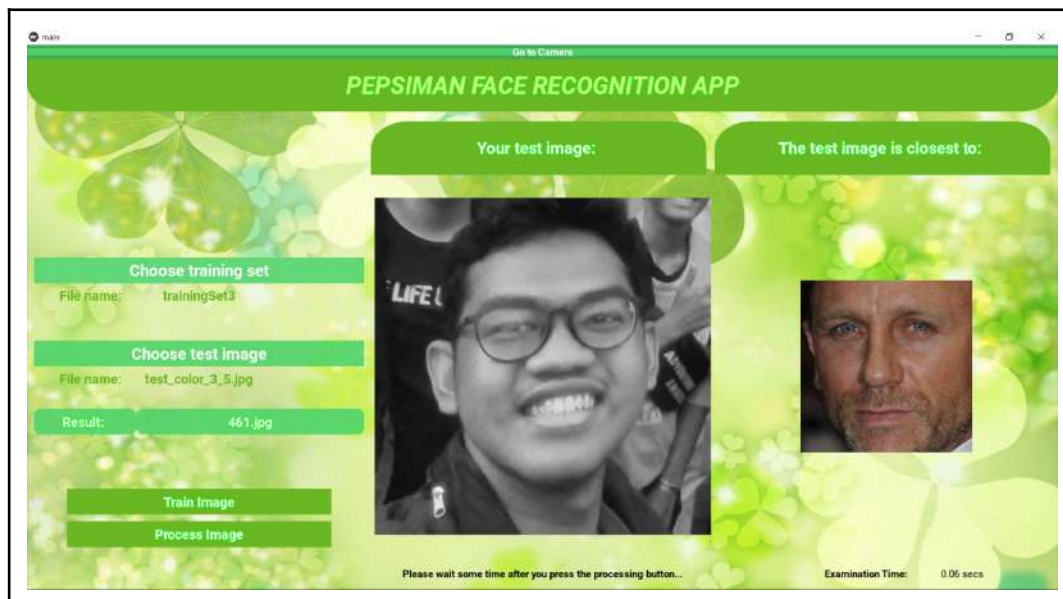 main
Go to Camera
PEPSIMAN FACE RECOGNITION APP
Your test image:
The test image is closest to:
LIFE
Choose training set
File name: trainingSet3
Choose test image
File name: test_color_3_5.jpg
Result: 461.jpg
Train Image
Process Image
Please wait some time after you press the processing button...
Examination Time: 0.06 secs